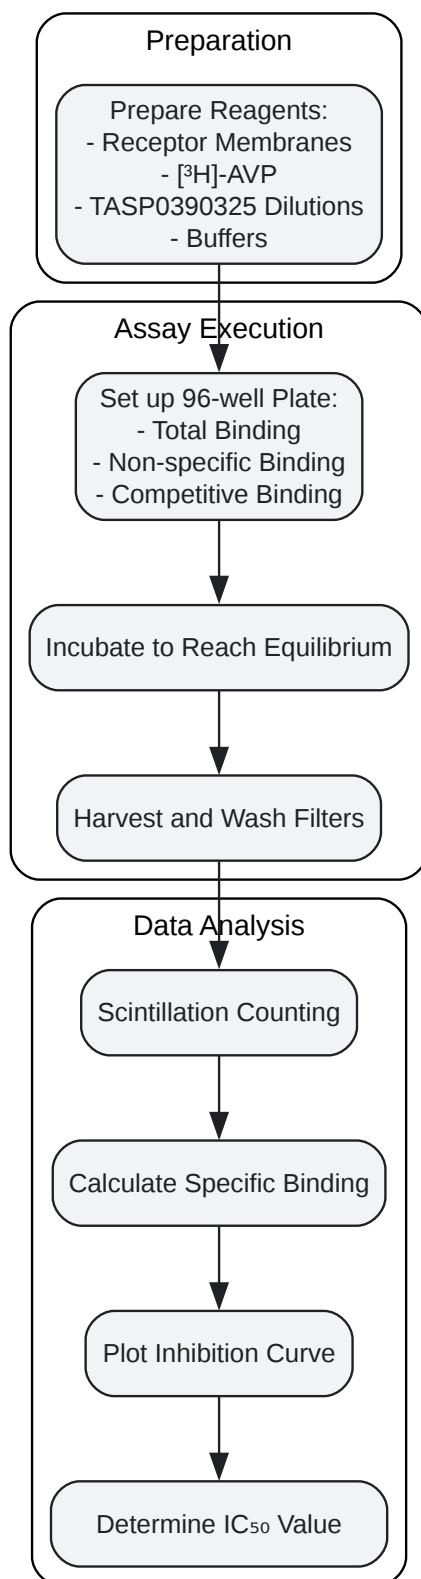 Preparation
Prepare Reagents:
- Receptor Membranes
- [³H]-AVP
- TASP0390325 Dilutions
- Buffers
Assay Execution
Set up 96-well Plate:
- Total Binding
- Non-specific Binding
- Competitive Binding
Incubate to Reach Equilibrium
Harvest and Wash Filters
Data Analysis
Scintillation Counting
Calculate Specific Binding
Plot Inhibition Curve
Determine IC₅₀ Value